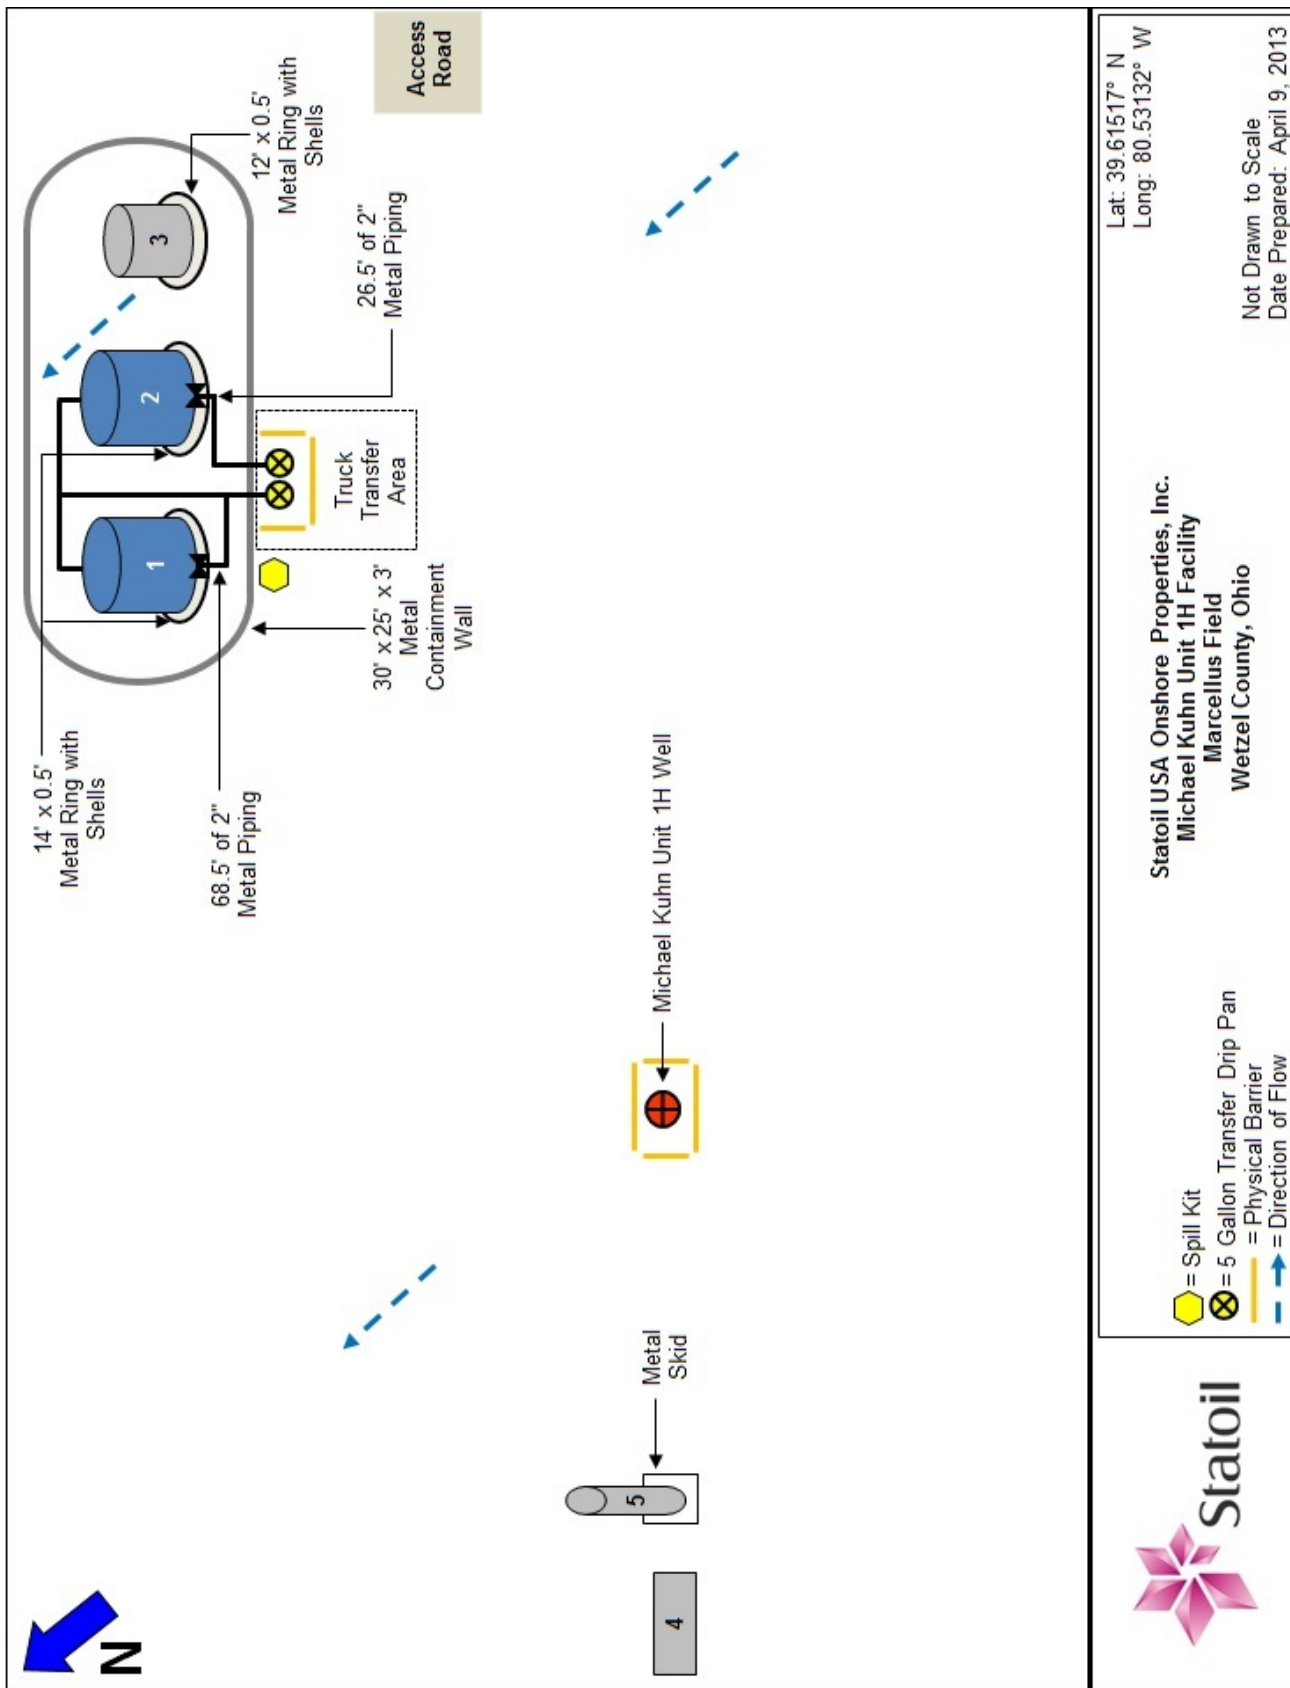 14' x 0.5'
Metal Ring with
Shells
68.5' of 2"
Metal Piping
1
2
3
12' x 0.5'
Metal Ring with
Shells
26.5' of 2"
Metal Piping
Truck
Transfer
Area
30' x 25' x 3'
Metal
Containment
Wall
Access
Road
N
Michael Kuhn Unit 1H Well
Metal
Skid
5
4
Statoil
= Spill Kit
= 5 Gallon Transfer Drip Pan
= Physical Barrier
= Direction of Flow
Statoil USA Onshore Properties, Inc.
Michael Kuhn Unit 1H Facility
Marcellus Field
Wetzel County, Ohio
Lat: 39.61517° N
Long: 80.53132° W
Not Drawn to Scale
Date Prepared: April 9, 2013